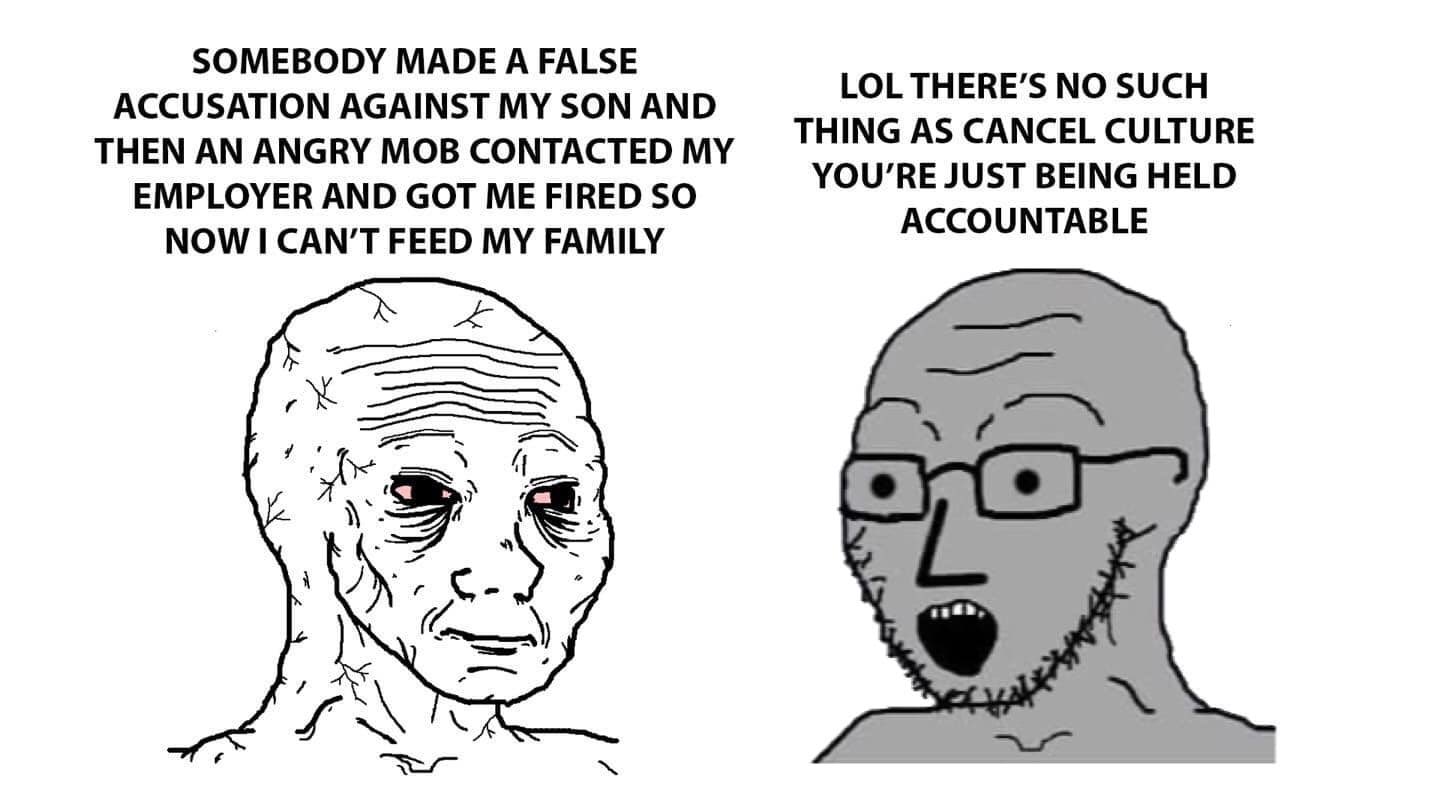 SOMEBODY MADE A FALSE
ACCUSATION AGAINST MY SON AND
THEN AN ANGRY MOB CONTACTED MY
EMPLOYER AND GOT ME FIRED SO
NOW I CAN'T FEED MY FAMILY
LOL THERE'S NO SUCH
THING AS CANCEL CULTURE
YOU'RE JUST BEING HELD
ACCOUNTABLE